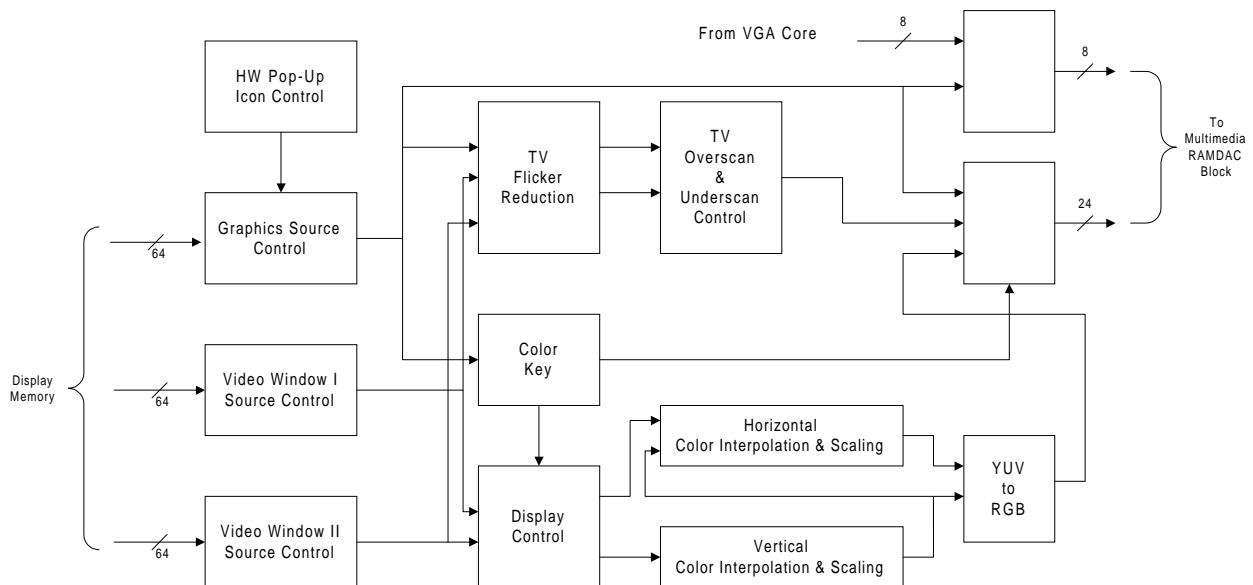 From VGA Core
8
8
HW Pop-Up
Icon Control
To
Multimedia
RAMDAC
Block
TV
Flicker
Reduction
TV
Overscan
&
Underscan
Control
24
Graphics Source
Control
64
Color
Key
Display
Memory
Video Window I
Source Control
64
Horizontal
Color Interpolation & Scaling
YUV
to
RGB
Display
Control
Video Window II
Source Control
64
Vertical
Color Interpolation & Scaling